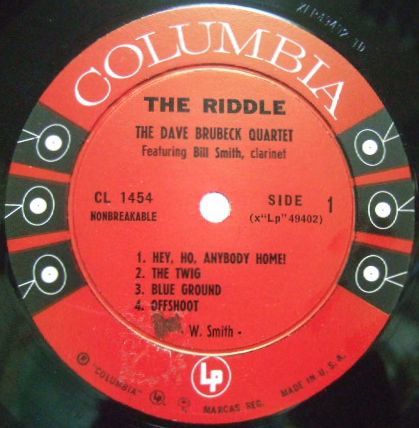 COLUMBIA
THE RIDDLE
THE DAVE BRUBECK QUARTET
Featuring Bill Smith, clarinet
CL 1454
NONBREAKABLE
SIDE 1
(x"Lp" 49402)
1. HEY, HO, ANYBODY HOME!
2. THE TWIG
3. BLUE GROUND
4. OFFSHOOT
- W. Smith -
Lp
® "COLUMBIA"
MARCAS REG.
MADE IN U. S. A.